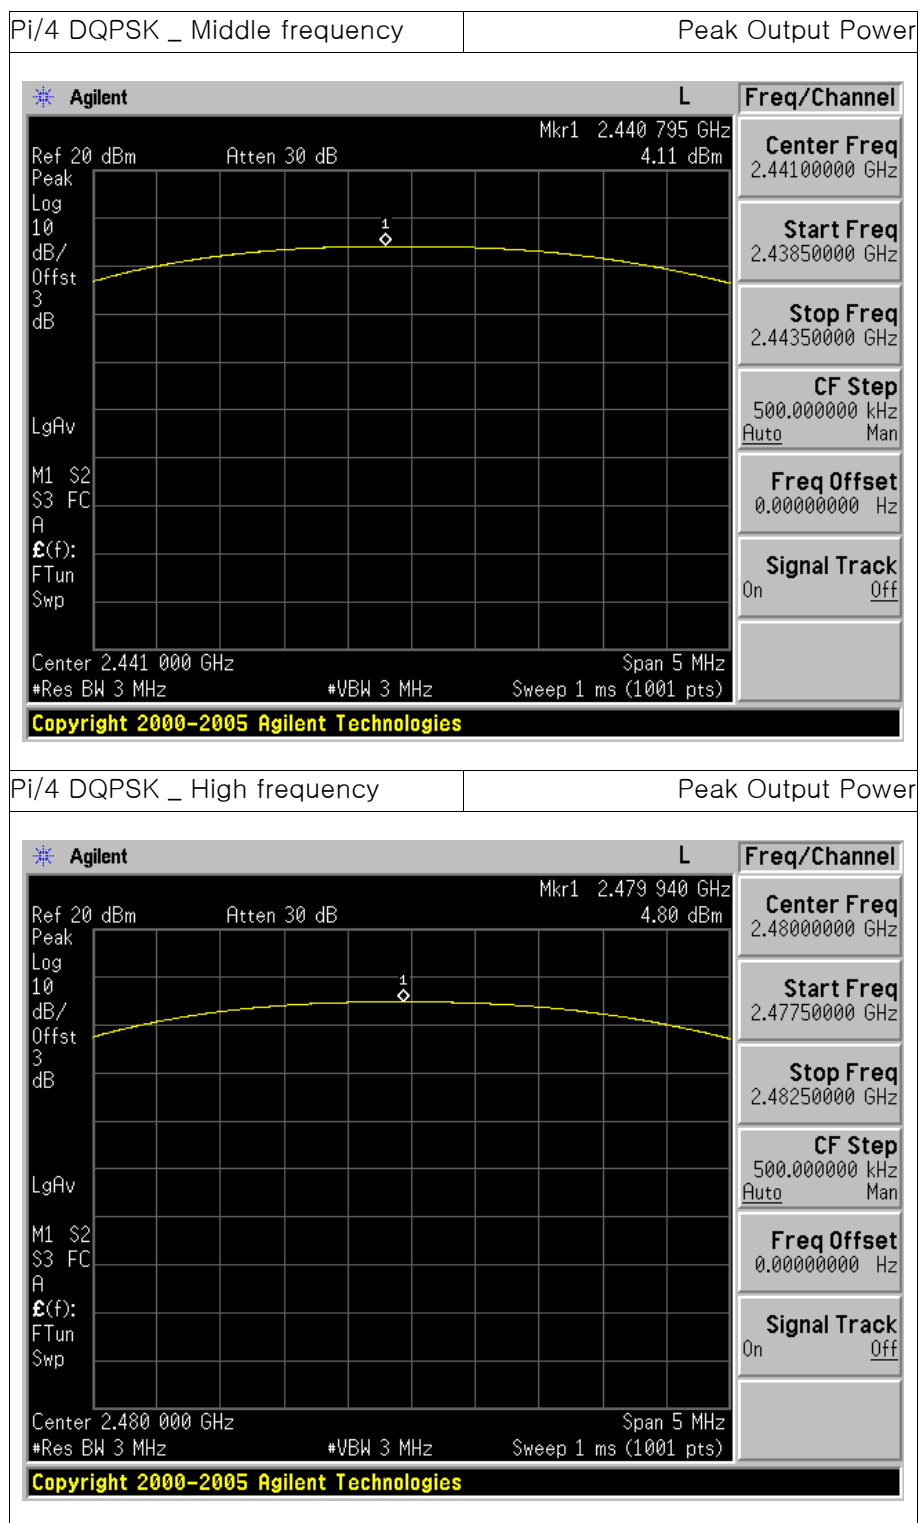 Pi/4 DQPSK _ Middle frequency Peak Output Power
Agilent L Freq/Channel
Mkr1 2.440 795 GHz
Ref 20 dBm Atten 30 dB 4.11 dBm
Peak
Log
10
dB/
Offst
3
dB
1
LgAv
M1 S2
S3 FC
A
£(f):
FTun
Swp
Center 2.441 000 GHz Span 5 MHz
#Res BW 3 MHz #VBW 3 MHz Sweep 1 ms (1001 pts)
Copyright 2000-2005 Agilent Technologies
Center Freq
2.44100000 GHz
Start Freq
2.43850000 GHz
Stop Freq
2.44350000 GHz
CF Step
500.000000 kHz
Auto Man
Freq Offset
0.00000000 Hz
Signal Track
On Off
Pi/4 DQPSK _ High frequency Peak Output Power
Agilent L Freq/Channel
Mkr1 2.479 940 GHz
Ref 20 dBm Atten 30 dB 4.80 dBm
Peak
Log
10
dB/
Offst
3
dB
1
LgAv
M1 S2
S3 FC
A
£(f):
FTun
Swp
Center 2.480 000 GHz Span 5 MHz
#Res BW 3 MHz #VBW 3 MHz Sweep 1 ms (1001 pts)
Copyright 2000-2005 Agilent Technologies
Center Freq
2.48000000 GHz
Start Freq
2.47750000 GHz
Stop Freq
2.48250000 GHz
CF Step
500.000000 kHz
Auto Man
Freq Offset
0.00000000 Hz
Signal Track
On Off